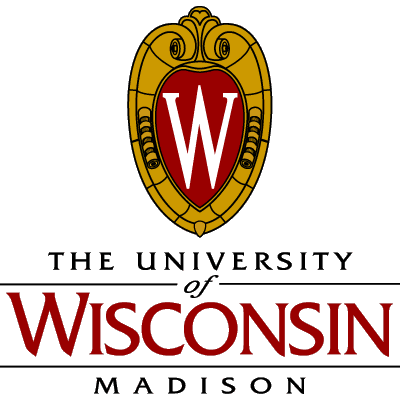 W
THE UNIVERSITY
of
WISCONSIN
MADISON